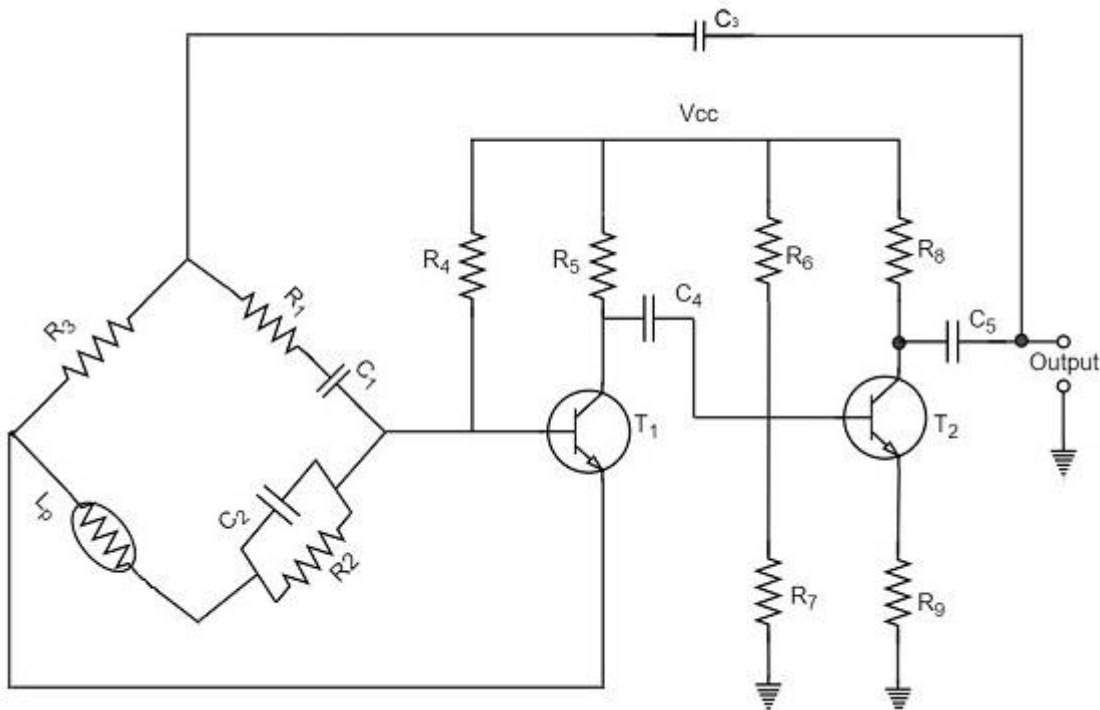 C₃
Vcc
R₄
R₅
R₆
R₈
R₃
R₁
C₁
C₄
C₅
Output
T₁
T₂
Lₚ
C₂
R2
R₇
R₉